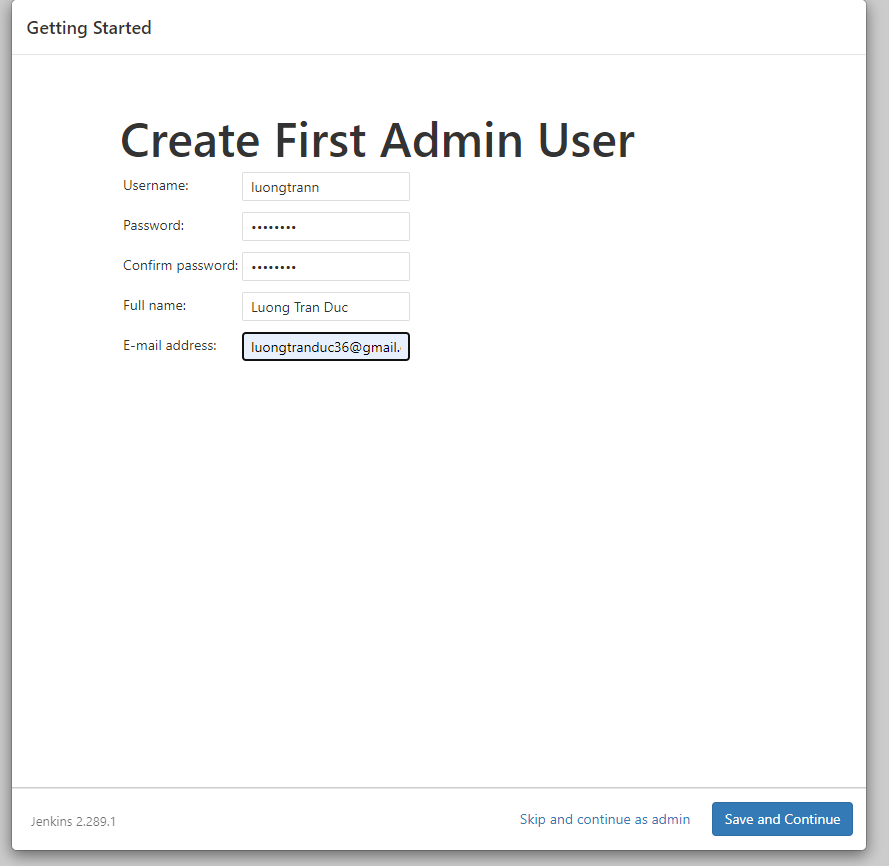 Getting Started
Create First Admin User
Username: luongtrann
Password: ••••••••
Confirm password: ••••••••
Full name: Luong Tran Duc
E-mail address: luongtranduc36@gmail.
Jenkins 2.289.1 Skip and continue as admin Save and Continue